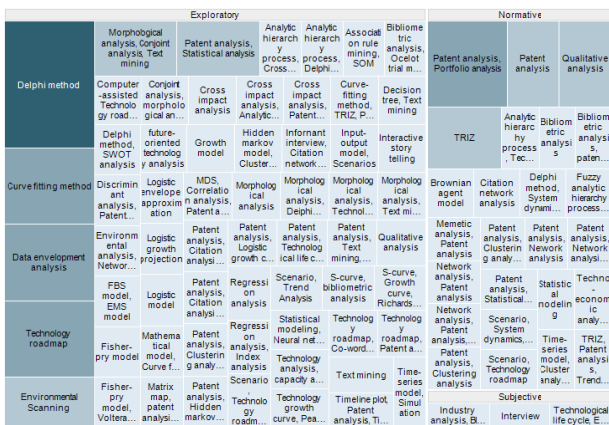 Exploratory
Delphi method
Curve fitting method
Data envelopment
analysis
Technology
roadmap
Environmental
Scanning
Morphological
analysis, Conjoint
analysis, Text
mining
Patent analysis,
Statistical analysis
Analytic
hierarchy
process,
Cross...
Analytic
hierarchy
process,
Delphi...
Association
rule
mining, SOM
Bibliometric
analysis,
Ocelot
trial m...
Computer
-assisted
Technology
road...
Conjoint
analysis,
morphological
an...
Cross impact
analysis
Cross impact
analysis,
Analytic...
Cross impact
analysis,
Patent...
Curve-
fitting
method,
TRIZ, P...
Decision
tree, Text
mining
Delphi
method,
SWOT
analysis
future-
oriented
technology
analysis
Growth
model
Hidden
markov model,
Cluster...
Infornant
interview,
Citation
network ...
Input-
output model,
Scenarios
Interactive
story
telling
Discriminant
analysis,
Patent...
Logistic
envelope
approximation
MDS,
Correlation
analysis,
Patent a...
Morphological
analysis
Morphological
analysis,
Delphi...
Morphological
analysis,
Technol...
Morphological
analysis,
Text mi...
Environmental
analysis,
Networ...
Logistic
growth
projection
Patent
analysis,
Citation
analysi...
Patent
analysis,
Logistic
growth c...
Patent
analysis,
Technological
life c...
Patent
analysis,
Text
mining,...
Qualitative
analysis
FBS
model,
EMS
model
Logistic
model
Patent
analysis,
Citation
analysi...
Regression
analysis
Scenario,
Trend
Analysis
S-curve,
bibliometric
analysis
S-curve,
Growth
curve,
Richards...
Fisher-
pry model
Mathematical
model,
Curve f...
Patent
analysis,
Clustering
analy...
Regression
analysis,
Index
analysis
Statistical
modeling,
Neural net...
Technology
roadmap,
Co-word...
Technology
roadmap,
Patent a...
Fisher-
pry
model,
Voltera...
Matrix
map,
patent
analysi...
Patent
analysis,
Hidden
markov...
Scenario,
Technology
roadm...
Technology
analysis,
capacity a...
Text mining
Time-
series
model,
Simulation
Technology
growth
curve, Pea...
Timeline plot,
Patent
analysis, Ti...
Normative
Patent analysis,
Portfolio analysis
Patent
analysis
Qualitative
analysis
TRIZ
Analytic
hierarchy
process
, Tec...
Bibliometric
analysis
Bibliometric
analysis,
paten...
Brownian
agent model
Citation
network
analysis
Delphi
method,
System
dynami...
Fuzzy
analytic
hierarchy
process...
Memetic
analysis,
Patent
analysis
Patent
analysis,
Clustering
analy...
Patent
analysis,
Network
analysis
Patent
analysis,
Network
analysi...
Network
analysis,
Patent
analysis
Patent
analysis,
Statistical...
Statistical
modeling
Techno-
economic
analy...
Network
analysis,
Patent
analysis,...
Scenario,
System
dynamics,...
Time-
series
model,
Cluster
analy...
TRIZ,
Patent
analysis,
Trend...
Patent
analysis,
Clustering
analysis
Scenario,
Technology
roadmap
Subjective
Industry
analysis, Bl...
Interview
Technological
life cycle, E...